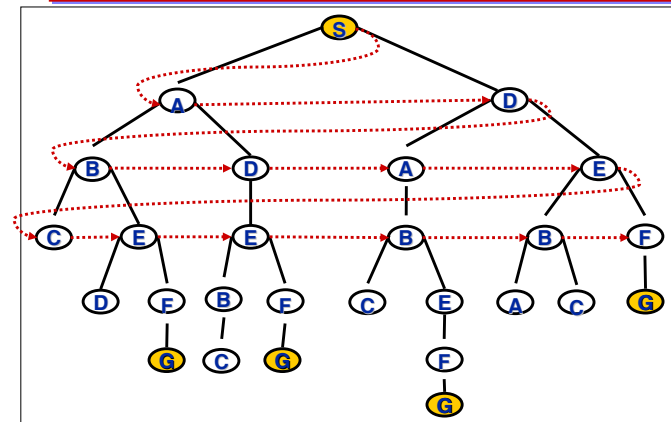 S
A D
B D A E
C E E B B F
D F B F C E A C G
G C G F
G